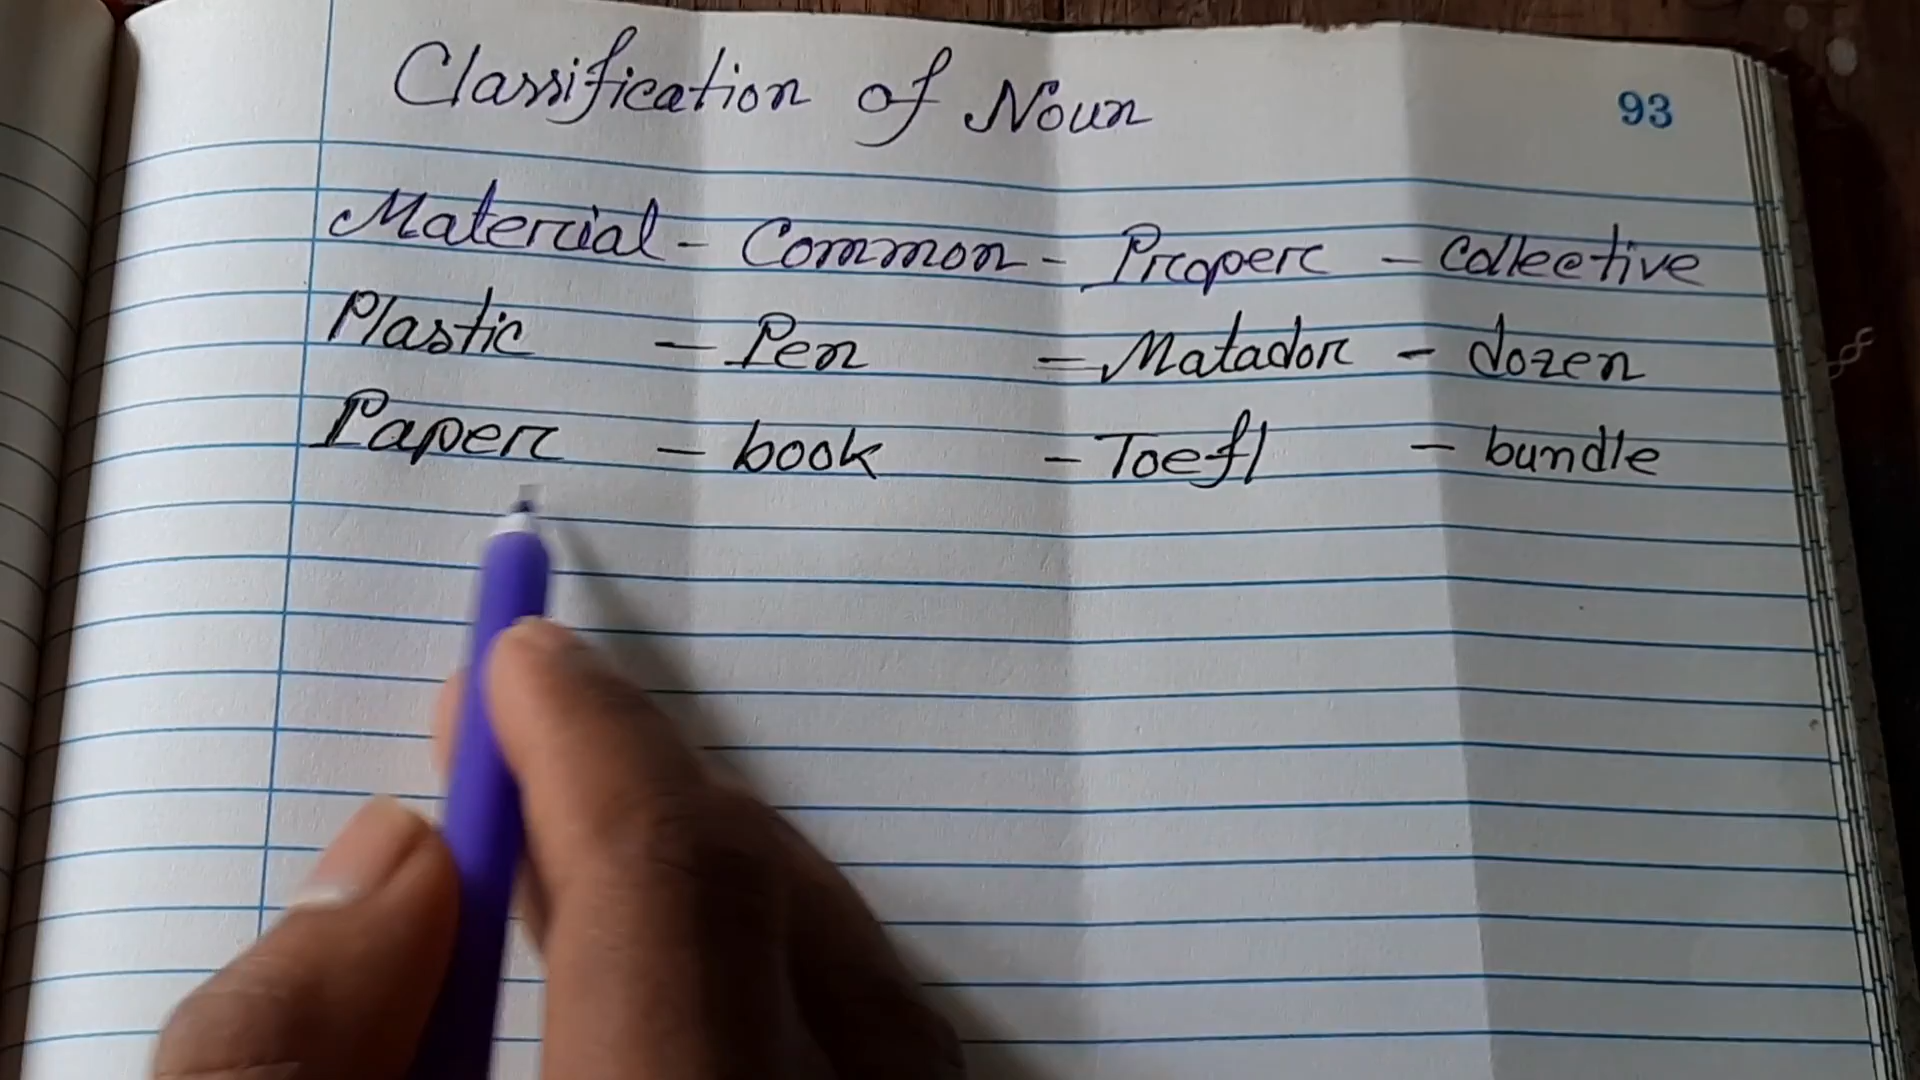 Classification of Noun
93
Material - Common - Proper - Collective
Plastic - Pen = Matador - dozen
Paper - book - Toefl - bundle